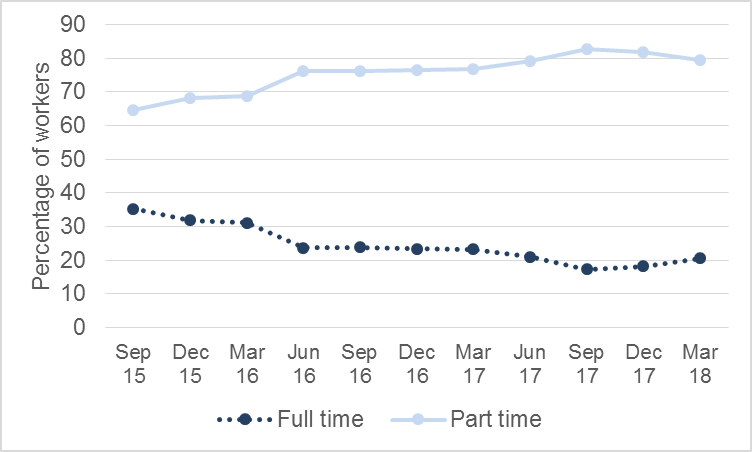 90
80
70
60
50
40
30
20
10
0
Percentage of workers
Sep Dec Mar Jun Sep Dec Mar Jun Sep Dec Mar
15 15 16 16 16 16 17 17 17 17 18
Full time Part time